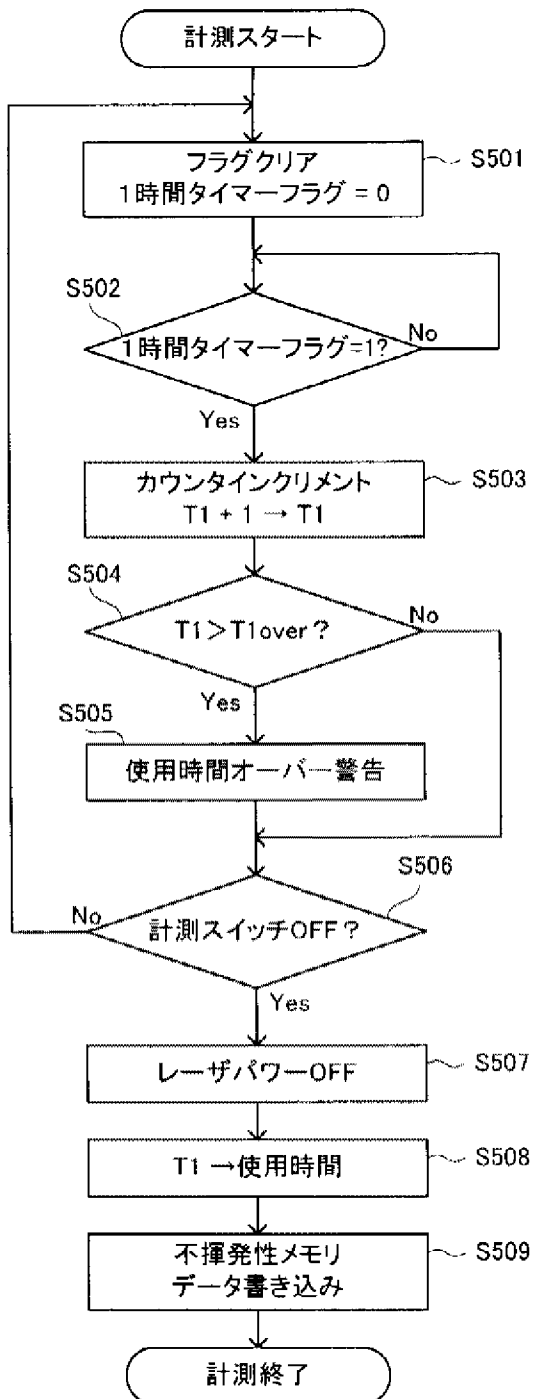 計測スタート
フラグクリア
1時間タイマーフラグ = 0
S501
S502
1時間タイマーフラグ=1?
No
Yes
カウンタインクリメント
T1 + 1 → T1
S503
S504
T1>T1over?
No
Yes
S505
使用時間オーバー警告
S506
No
計測スイッチOFF?
Yes
レーザパワーOFF
S507
T1 →使用時間
S508
不揮発性メモリ
データ書き込み
S509
計測終了